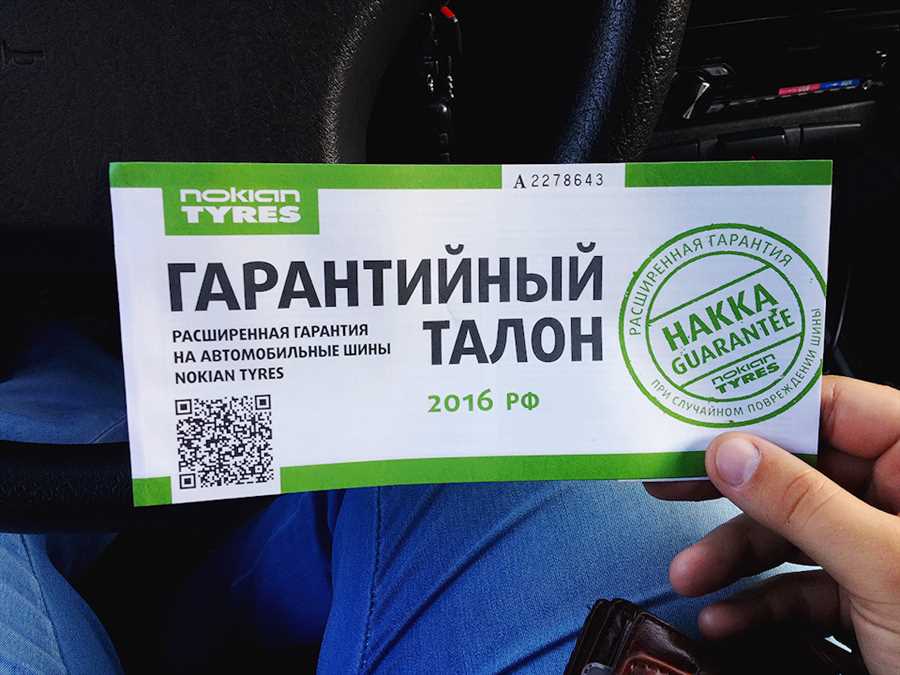 nokian
TYRES
A 2278643
ГАРАНТИЙНЫЙ
ТАЛОН
РАСШИРЕННАЯ ГАРАНТИЯ
НА АВТОМОБИЛЬНЫЕ ШИНЫ
NOKIAN TYRES
2016 РФ
РАСШИРЕННАЯ ГАРАНТИЯ
HAKKA
GUARANTEE
nokian
TYRES
ПРИ СЛУЧАЙНОМ ПОВРЕЖДЕНИИ ШИНЫ